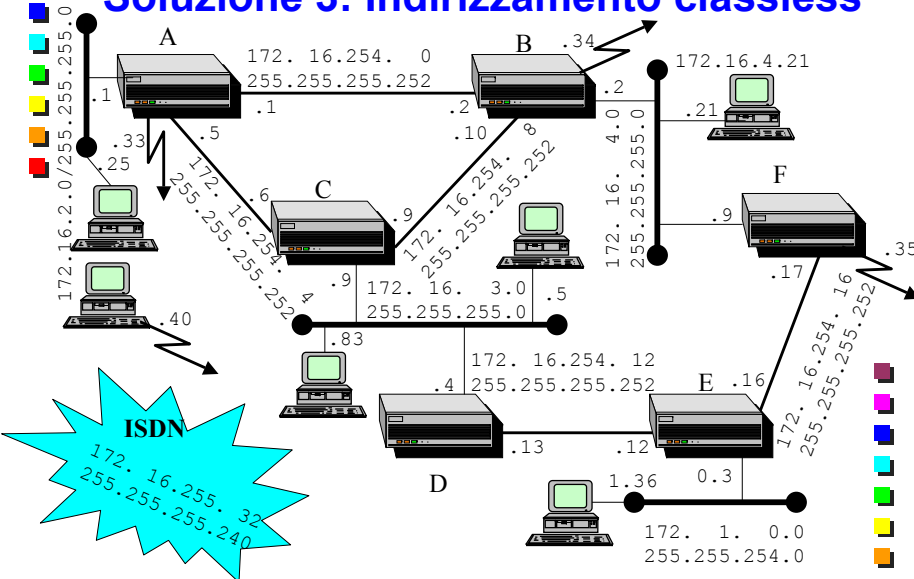 Soluzione 3: Indirizzamento classless
A
172. 16.254. 0
255.255.255.252
B
.34
172.16.4.21
172.16.2.0/255.255.255.0
.1
.1
.2
.2
.21
.33
.5
.10
.25
172. 16.254. 4
255.255.255.252
.6
C
.9
172. 16.254. 8
255.255.255.252
172. 16. 4.0
255.255.255.0
F
.9
.17
.35
.40
.9
172. 16. 3.0
255.255.255.0
.5
.83
172. 16.254. 12
255.255.255.252
.4
E
.16
172. 16.254. 16
255.255.255.252
ISDN
172. 16.255. 32
255.255.255.240
D
.13
.12
1.36
0.3
172. 1. 0.0
255.255.254.0